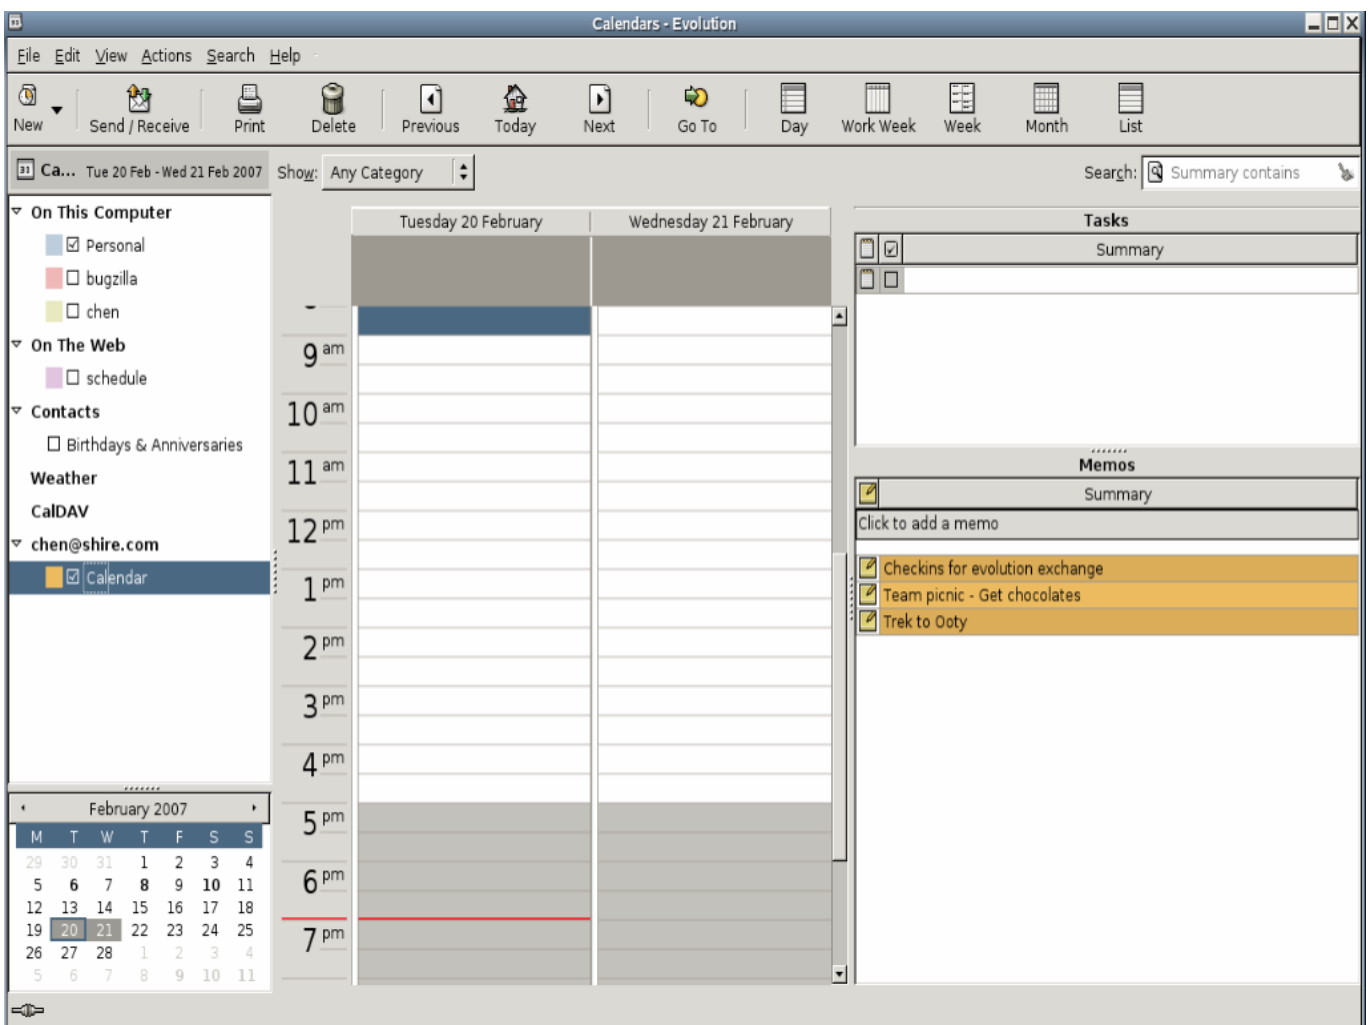 Calendars - Evolution
File Edit View Actions Search Help
New Send / Receive Print Delete Previous Today Next Go To Day Work Week Week Month List
31 Ca... Tue 20 Feb - Wed 21 Feb 2007 Show: Any Category Search: Summary contains
On This Computer
Personal
bugzilla
chen
On The Web
schedule
Contacts
Birthdays & Anniversaries
Weather
CalDAV
chen@shire.com
Calendar
February 2007
M T W T F S S
29 30 31 1 2 3 4
5 6 7 8 9 10 11
12 13 14 15 16 17 18
19 20 21 22 23 24 25
26 27 28 1 2 3 4
5 6 7 8 9 10 11
Tuesday 20 February Wednesday 21 February
9 am
10 am
11 am
12 pm
1 pm
2 pm
3 pm
4 pm
5 pm
6 pm
7 pm
Tasks
Summary
Memos
Summary
Click to add a memo
Checkins for evolution exchange
Team picnic - Get chocolates
Trek to Ooty